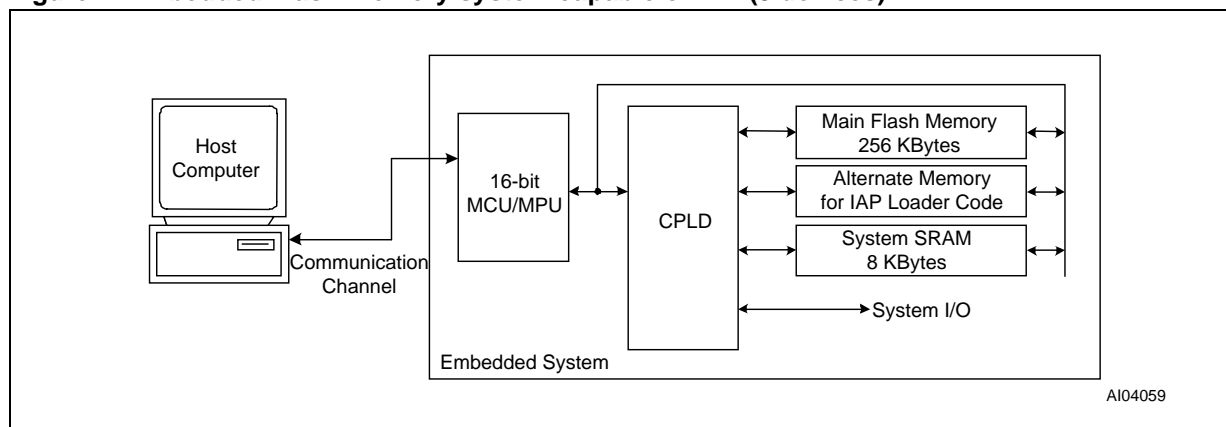 Host
Computer
Communication
Channel
16-bit
MCU/MPU
CPLD
Main Flash Memory
256 KBytes
Alternate Memory
for IAP Loader Code
System SRAM
8 KBytes
System I/O
Embedded System
AI04059